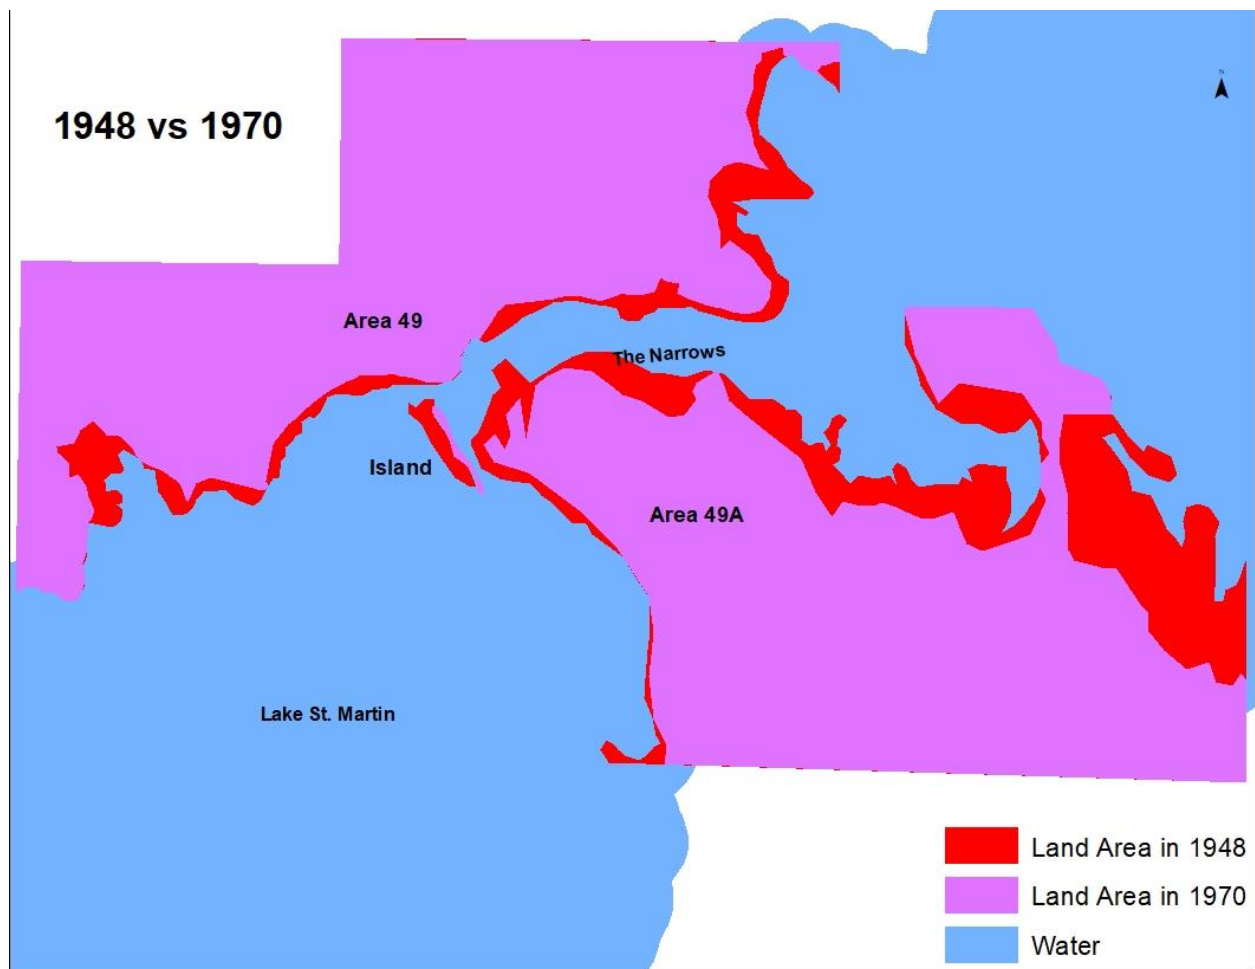 N
1948 vs 1970
Area 49
The Narrows
Island
Area 49A
Lake St. Martin
Land Area in 1948
Land Area in 1970
Water